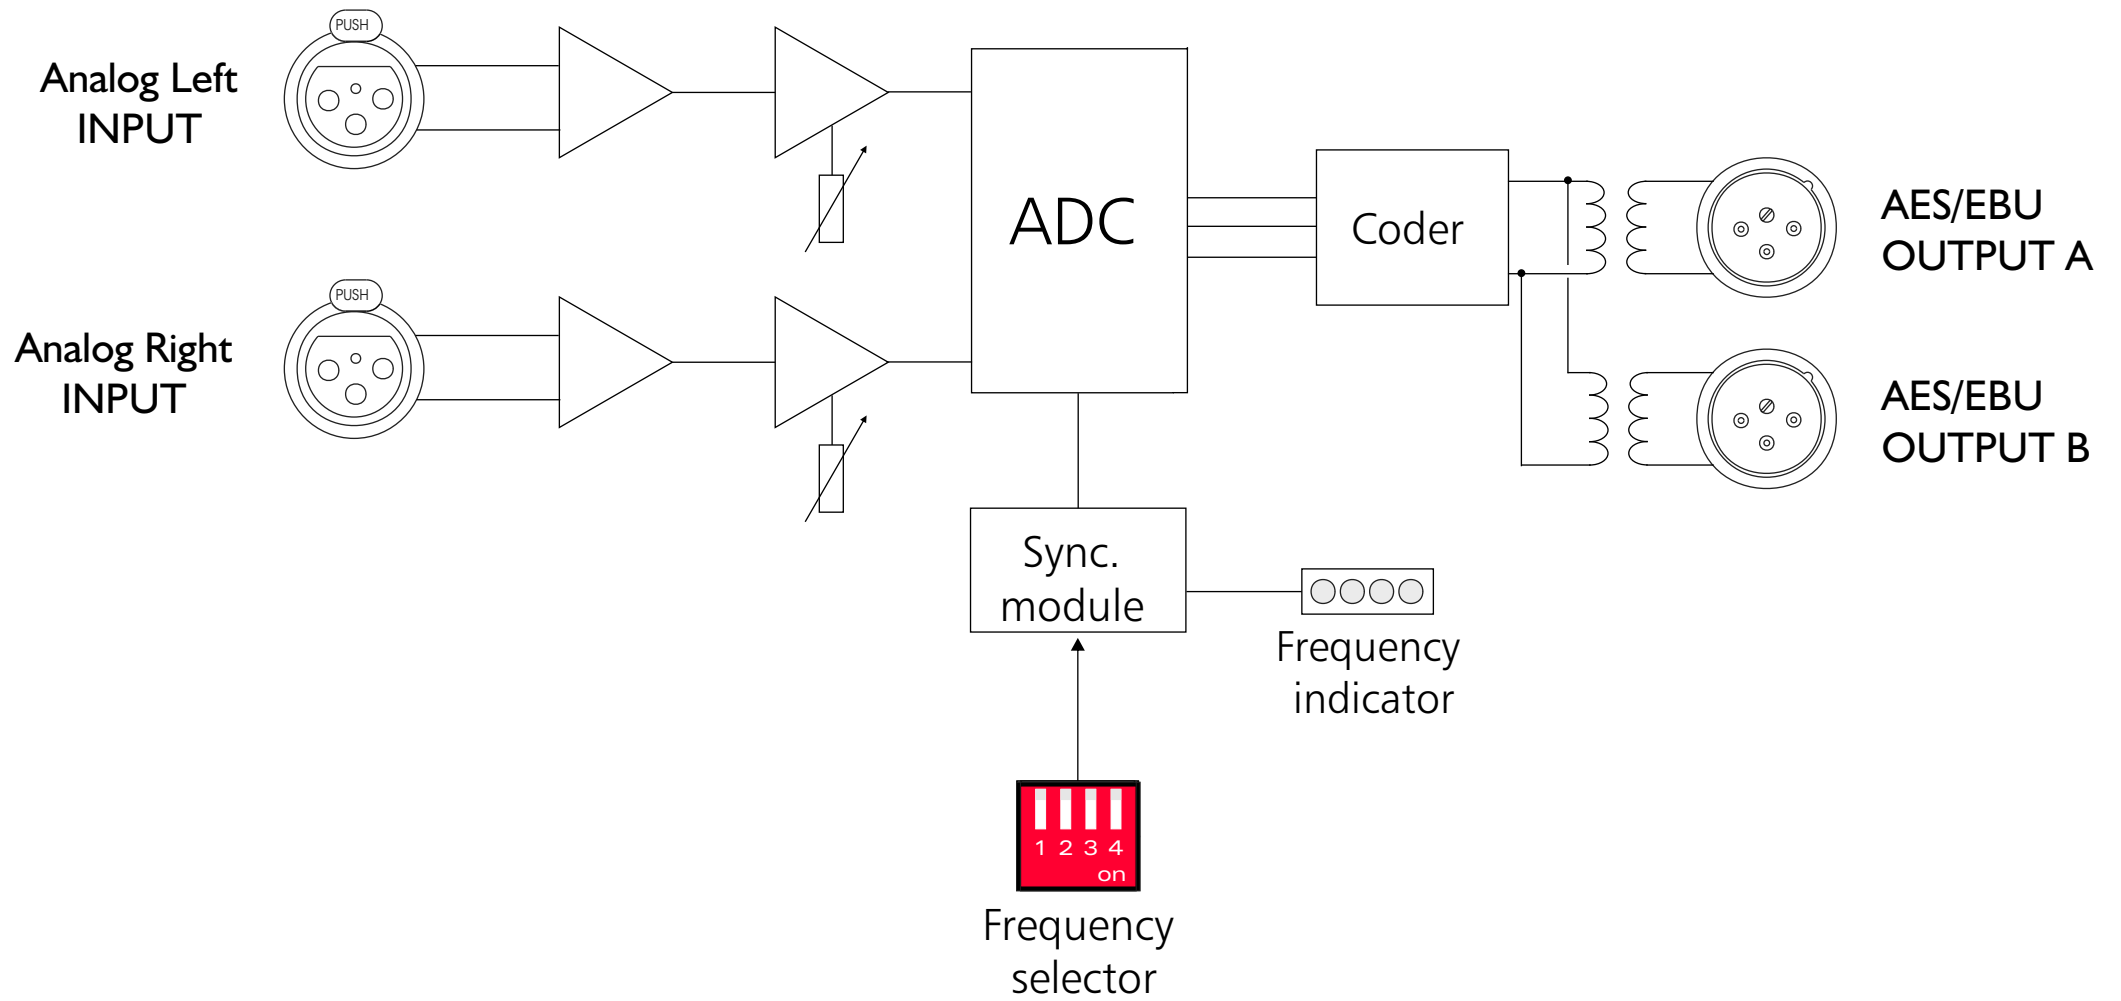 PUSH
Analog Left
INPUT
ADC
Coder
AES/EBU
OUTPUT A
PUSH
Analog Right
INPUT
AES/EBU
OUTPUT B
Sync.
module
Frequency
indicator
1 2 3 4
on
Frequency
selector